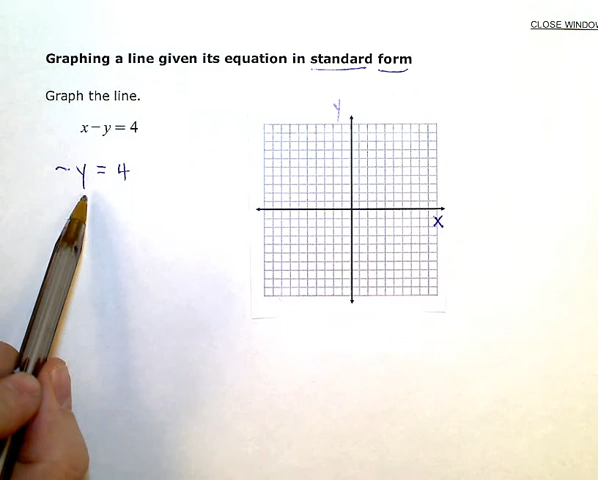 CLOSE WINDOW
Graphing a line given its equation in standard form
Graph the line.
Y
x − y = 4
- y = 4
X